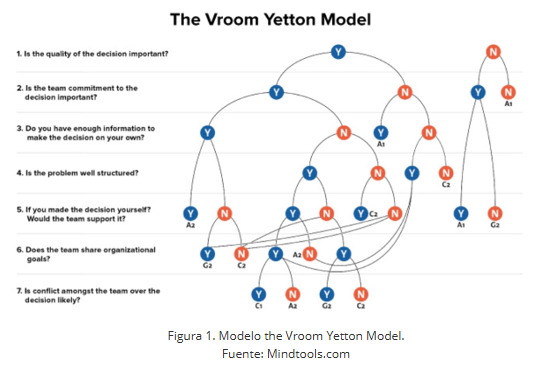 The Vroom Yetton Model
1. Is the quality of the decision important?
Y
N
2. Is the team commitment to the
decision important?
Y
N
Y
N
A1
3. Do you have enough information to
make the decision on your own?
Y
N
Y
N
A1
4. Is the problem well structured?
Y
N
Y
N
C2
5. If you made the decision yourself?
Would the team support it?
Y
N
Y
N
Y
C2
N
Y
N
A2
A1
G2
6. Does the team share organizational
goals?
Y
N
Y
A2
N
Y
G2
C2
7. Is conflict amongst the team over the
decision likely?
Y
N
Y
N
C1
A2
G2
C2
Figura 1. Modelo the Vroom Yetton Model.
Fuente: Mindtools.com